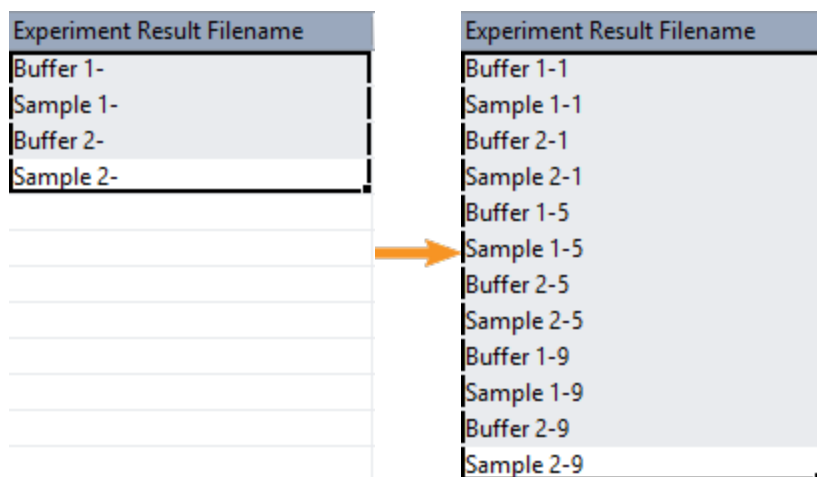 Experiment Result Filename
Buffer 1-
Sample 1-
Buffer 2-
Sample 2-
Experiment Result Filename
Buffer 1-1
Sample 1-1
Buffer 2-1
Sample 2-1
Buffer 1-5
Sample 1-5
Buffer 2-5
Sample 2-5
Buffer 1-9
Sample 1-9
Buffer 2-9
Sample 2-9